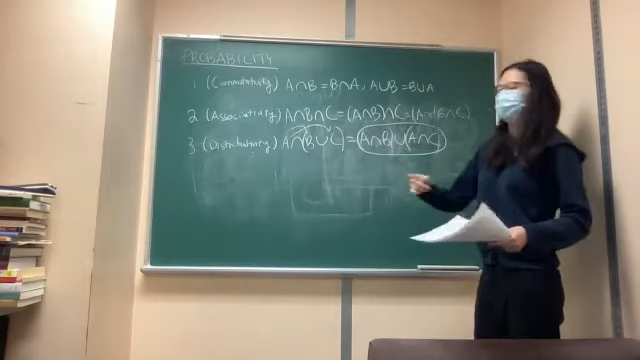 PROBABILITY
1. (Commutativity) A∩B = B∩A, A∪B = B∪A
2. (Associativity) A∩B∩C = (A∩B)∩C = (A∩(B∩C)
3. (Distributivity) A∩(B∪C) = (A∩B)∪(A∩C)